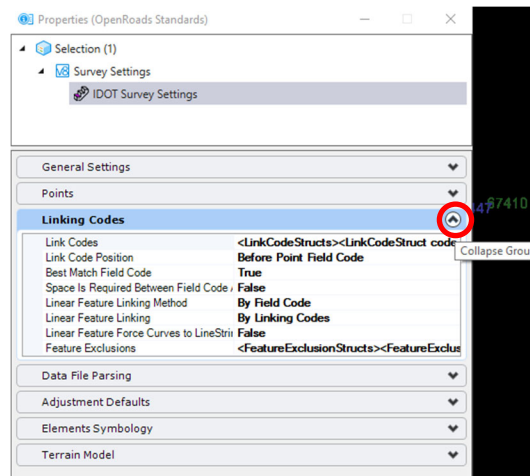 Properties (OpenRoads Standards)
Selection (1)
Survey Settings
IDOT Survey Settings
General Settings
Points
Linking Codes
Link Codes <LinkCodeStructs><LinkCodeStruct code
Link Code Position Before Point Field Code
Best Match Field Code True
Space Is Required Between Field Code False
Linear Feature Linking Method By Field Code
Linear Feature Linking By Linking Codes
Linear Feature Force Curves to LineStri False
Feature Exclusions <FeatureExclusionStructs><FeatureExclus
Data File Parsing
Adjustment Defaults
Elements Symbology
Terrain Model
67410
Collapse Grou